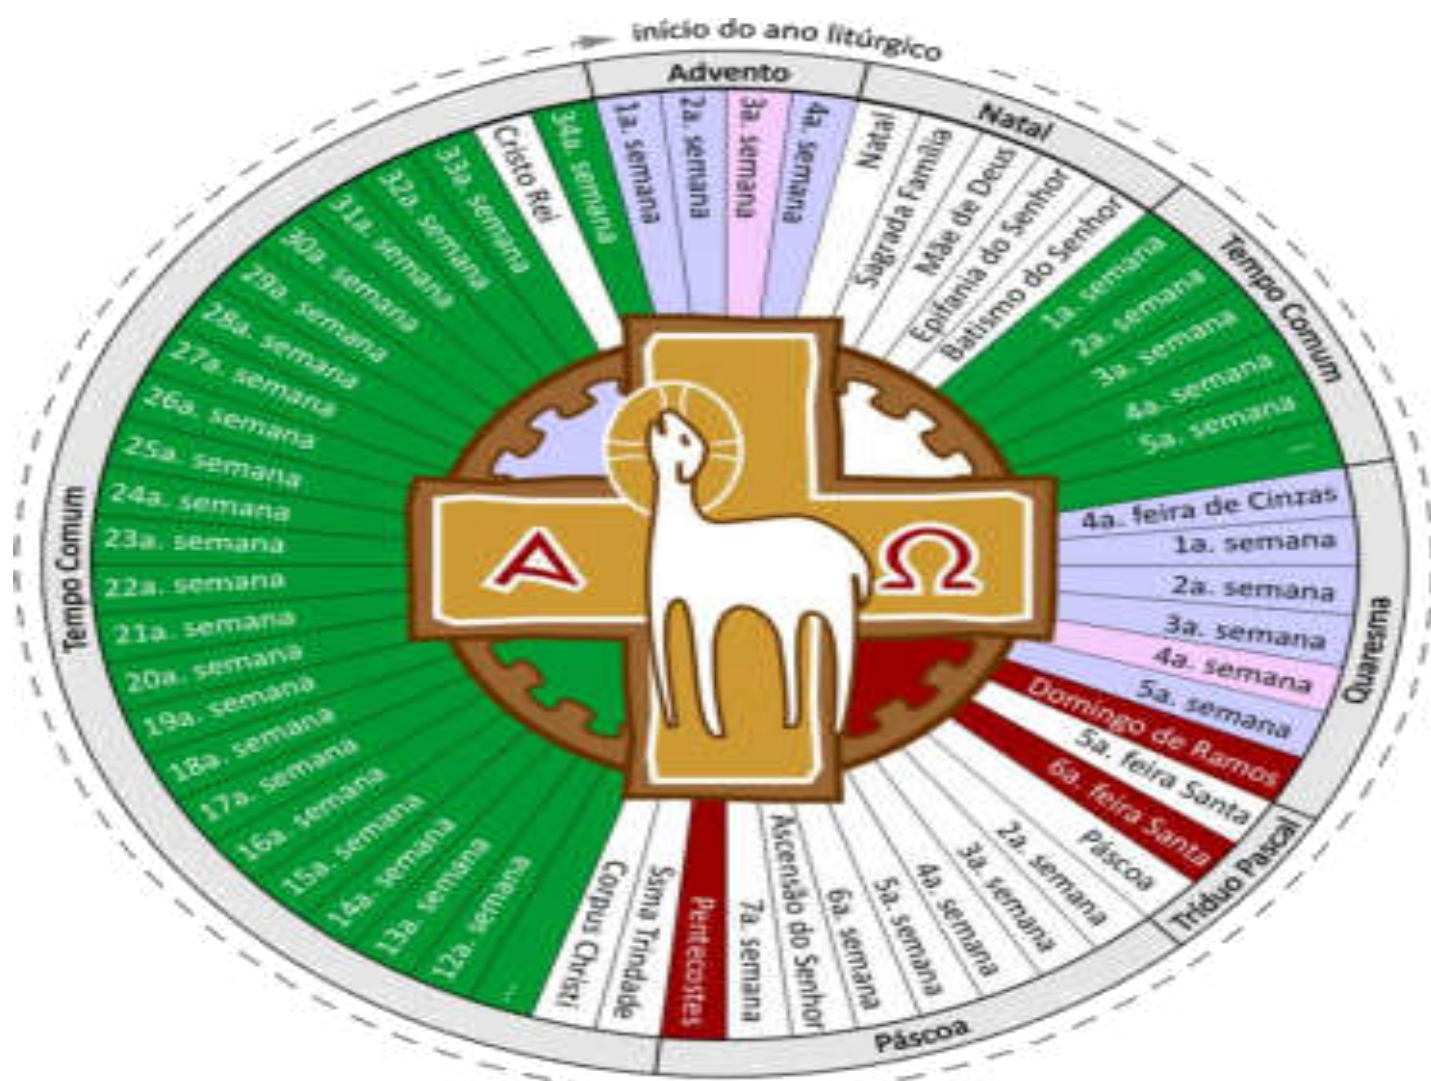 início do ano litúrgico
Advento
1a. semana
2a. semana
3a. semana
4a. semana
Natal
Natal
Sagrada Família
Mãe de Deus
Epifania do Senhor
Batismo do Senhor
Tempo Comum
1a. semana
2a. semana
3a. semana
4a. semana
5a. semana
...
Quaresma
4a. feira de Cinzas
1a. semana
2a. semana
3a. semana
4a. semana
5a. semana
Domingo de Ramos
Tríduo Pascal
5a. feira Santa
6a. feira Santa
Páscoa
Páscoa
2a. semana
3a. semana
4a. semana
5a. semana
6a. semana
Ascensão do Senhor
7a. semana
Pentecostes
Tempo Comum
Ssma Trindade
Corpus Christi
...
12a. semana
13a. semana
14a. semana
15a. semana
16a. semana
17a. semana
18a. semana
19a. semana
20a. semana
21a. semana
22a. semana
23a. semana
24a. semana
25a. semana
26a. semana
27a. semana
28a. semana
29a. semana
30a. semana
31a. semana
32a. semana
33a. semana
Cristo Rei
34a. semana
Α Ω